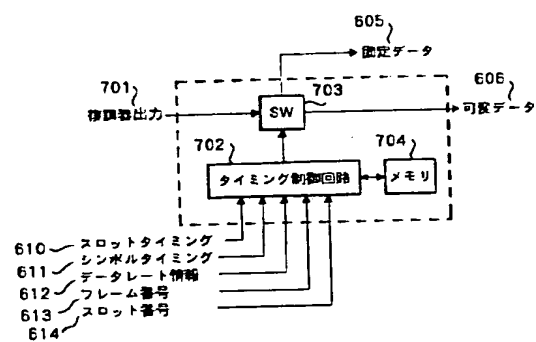 605
固定データ
701
復調器出力
703
SW
606
可変データ
702
タイミング制御回路
704
メモリ
610 スロットタイミング
611 シンボルタイミング
612 データレート情報
613 フレーム番号
614 スロット番号